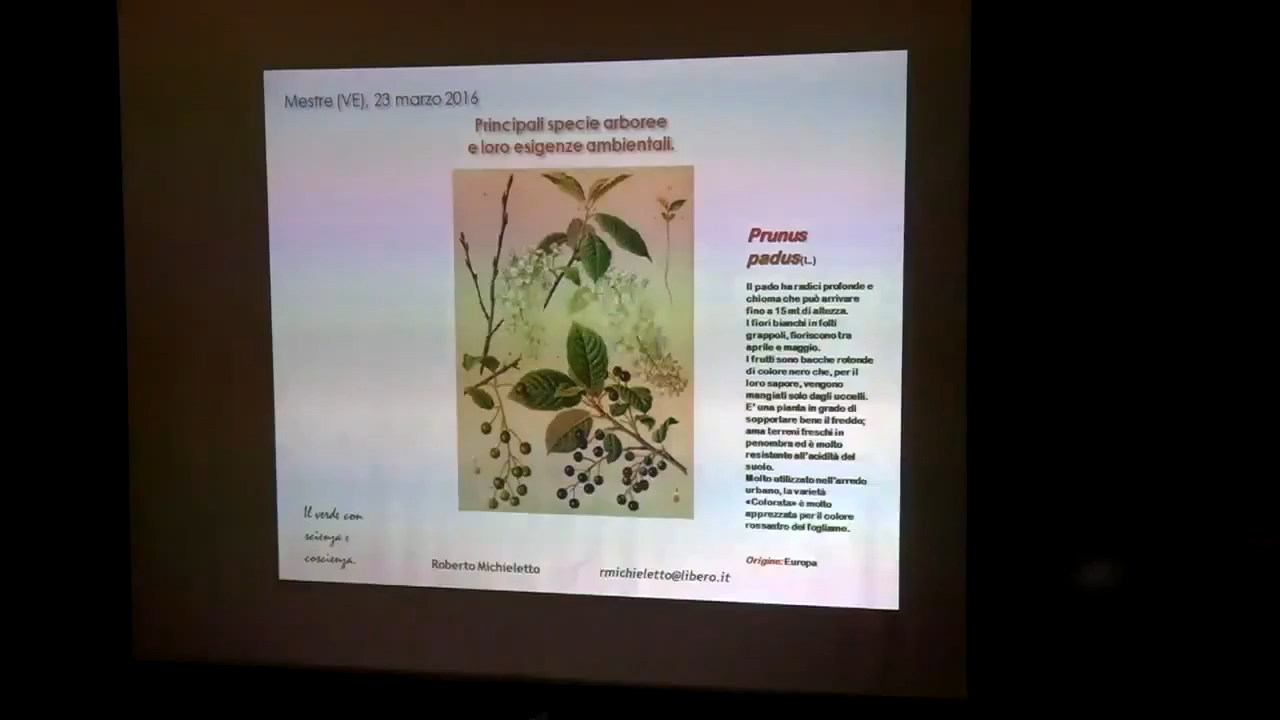 Mestre (VE), 23 marzo 2016
Principali specie arboree
e loro esigenze ambientali.
Prunus
padus(L.)
Il pado ha radici profonde e
chioma che può arrivare
fino a 15 mt di altezza.
I fiori bianchi in folti
grappoli, fioriscono tra
aprile e maggio.
I frutti sono bacche rotonde
di colore nero che, per il
loro sapore, vengono
mangiati solo dagli uccelli.
E' una pianta in grado di
sopportare bene il freddo;
ama terreni freschi in
penombra ed è molto
resistente all'acidità del
suolo.
Molto utilizzato nell'arredo
urbano, la varietà
«Colorata» è molto
apprezzata per il colore
rossastro del fogliame.
Origine: Europa
Il verde con
scienza e
coscienza.
Roberto Michieletto
rmichieletto@libero.it